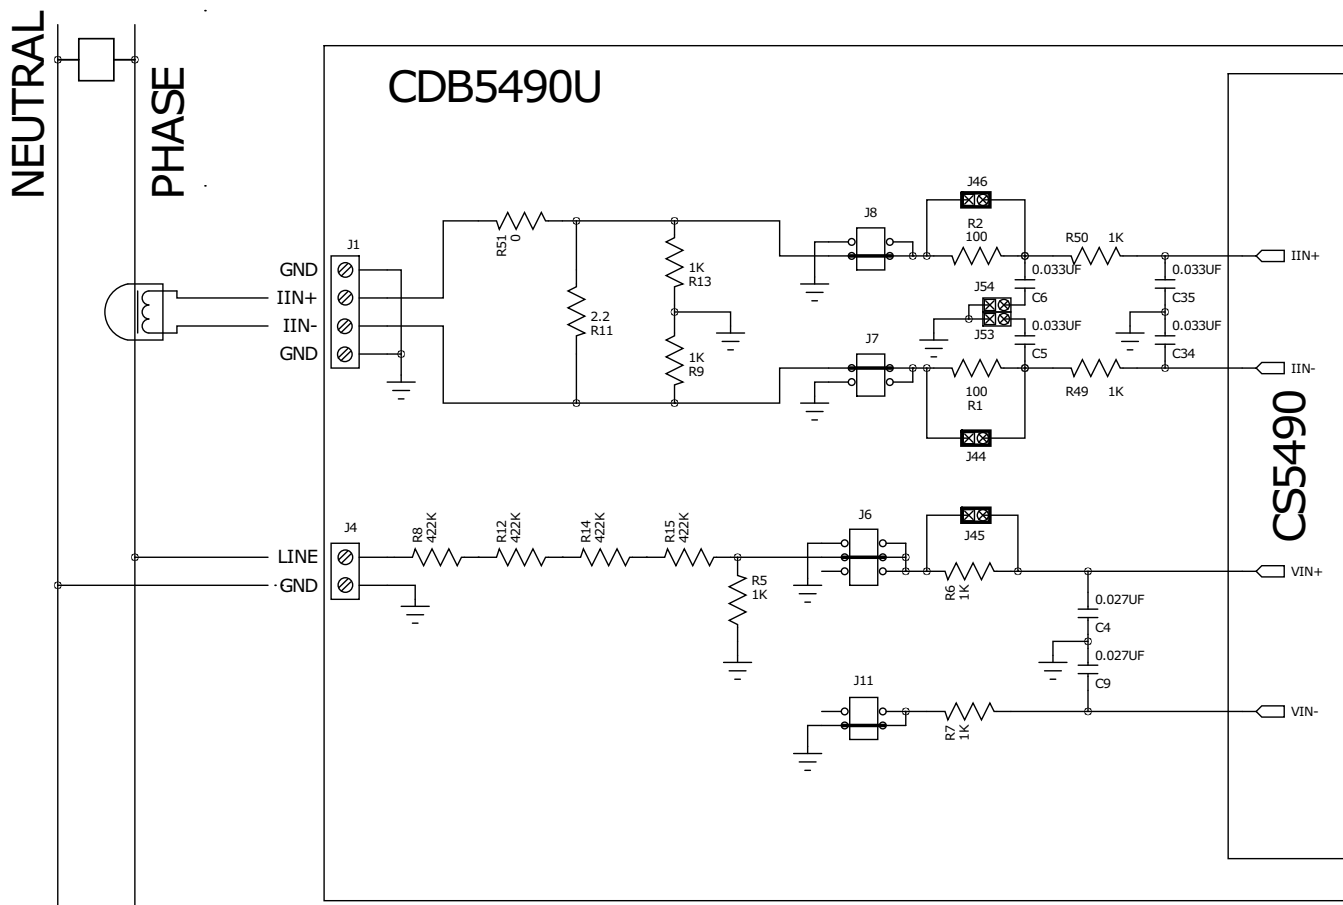 NEUTRAL
PHASE
CDB5490U
J46
J8
R2
100
R50 1K
IIN+
J1
R51
0
GND
1K
R13
0.033UF
C6
0.033UF
C35
IIN+
J54
2.2
R11
IIN-
J53
0.033UF
C5
0.033UF
C34
J7
1K
R9
GND
IIN-
100
R1
R49 1K
J44
CS5490
J4
R8
422K
R12
422K
R14
422K
R15
422K
J6
J45
LINE
GND
R5
1K
R6
1K
VIN+
0.027UF
C4
0.027UF
C9
J11
R7
1K
VIN-